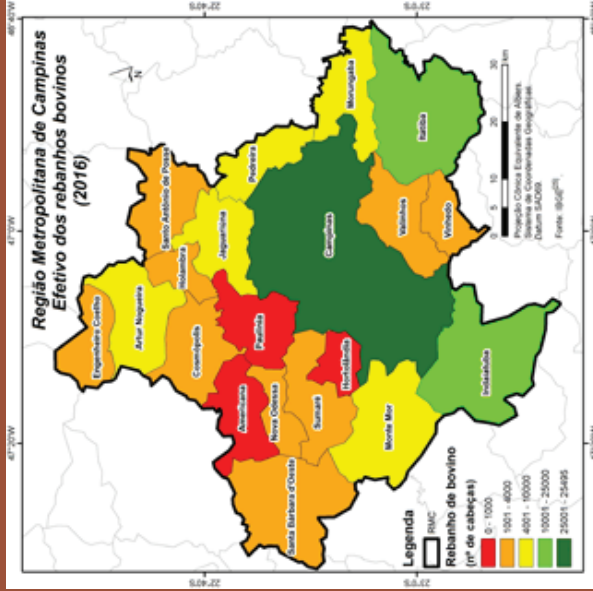 Região Metropolitana de Campinas
Efetivo dos rebanhos bovinos
(2016)
N
47°20'W
47°0'W
22°40'S
23°0'S
Engenheiro Coelho
Artur Nogueira
Santo Antônio de Posse
Holambra
Cosmópolis
Jaguariúna
Pedreira
Americana
Paulínia
Nova Odessa
Santa Bárbara d'Oeste
Sumaré
Hortolândia
Campinas
Morungaba
Monte Mor
Valinhos
Vinhedo
Itatiba
Indaiatuba
Legenda
RMC
Rebanho de bovino
(nº de cabeças)
0 - 1000
1001 - 4000
4001 - 10000
10001 - 25000
25001 - 25495
0 5 10 20 30 km
Projeção Cônica Equivalente de Albers.
Sistema de Coordenadas Geográficas.
Datum SAD69.
Fonte: IBGE